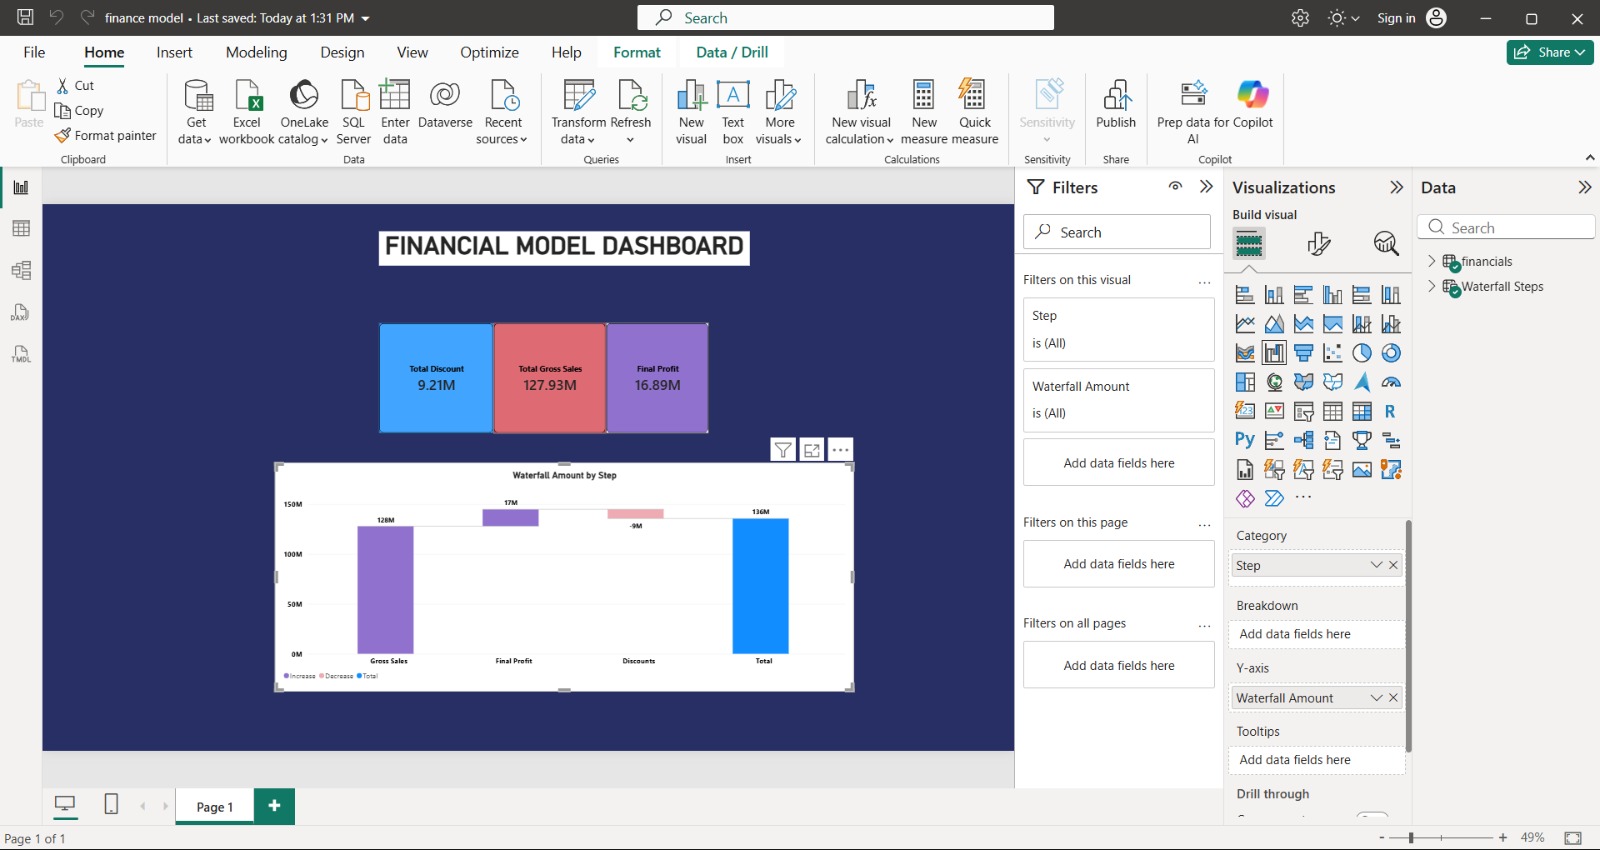 finance model • Last saved: Today at 1:31 PM
Search
Sign in
File
Home
Insert
Modeling
Design
View
Optimize
Help
Format
Data / Drill
Share
Paste
Cut
Copy
Format painter
Clipboard
Get data
Excel workbook
OneLake catalog
SQL Server
Enter data
Dataverse
Recent sources
Data
Transform data
Refresh
Queries
New visual
Text box
More visuals
Insert
New visual calculation
New measure
Quick measure
Calculations
Sensitivity
Sensitivity
Publish
Share
Prep data for AI
Copilot
Copilot
DAX
TMDL
FINANCIAL MODEL DASHBOARD
Total Discount
9.21M
Total Gross Sales
127.93M
Final Profit
16.89M
Waterfall Amount by Step
150M
100M
50M
0M
128M
17M
-9M
136M
Gross Sales
Final Profit
Discounts
Total
Increase
Decrease
Total
Filters
Search
Filters on this visual
Step
is (All)
Waterfall Amount
is (All)
Add data fields here
Filters on this page
Add data fields here
Filters on all pages
Add data fields here
Visualizations
Build visual
123
R
Py
Category
Step
Breakdown
Add data fields here
Y-axis
Waterfall Amount
Tooltips
Add data fields here
Drill through
Data
Search
financials
Waterfall Steps
Page 1
Page 1 of 1
49%